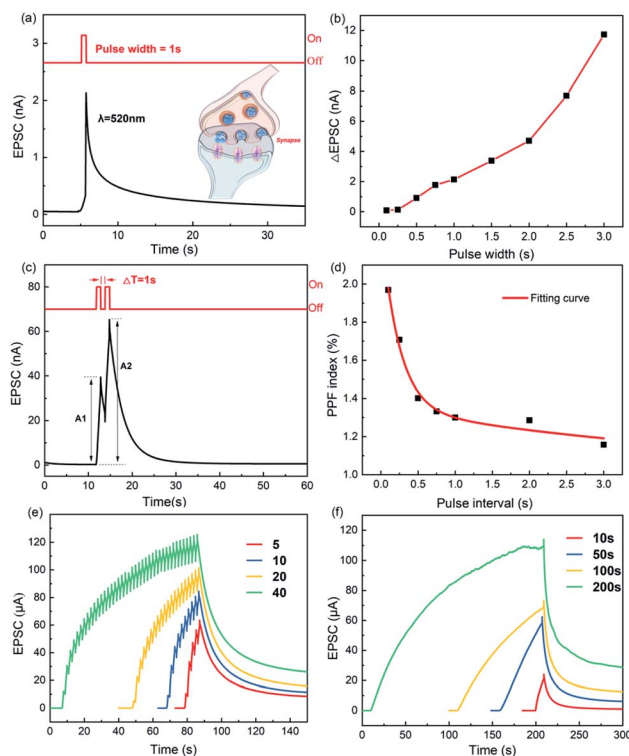 (a)
On
Off
Pulse width = 1s
λ=520nm
Synapse
EPSC (nA)
3
2
1
0
0 10 20 30
Time (s)
(b)
△EPSC (nA)
12
10
8
6
4
2
0
0.0 0.5 1.0 1.5 2.0 2.5 3.0
Pulse width (s)
(c)
△T=1s
On
Off
A1
A2
EPSC (nA)
80
60
40
20
0
0 10 20 30 40 50 60
Time(s)
(d)
Fitting curve
PPF index (%)
2.0
1.8
1.6
1.4
1.2
1.0
0.0 0.5 1.0 1.5 2.0 2.5 3.0
Pulse interval (s)
(e)
5
10
20
40
EPSC (μA)
120
100
80
60
40
20
0
0 20 40 60 80 100 120 140
Time (s)
(f)
10s
50s
100s
200s
EPSC (μA)
120
100
80
60
40
20
0
0 50 100 150 200 250 300
Time (s)